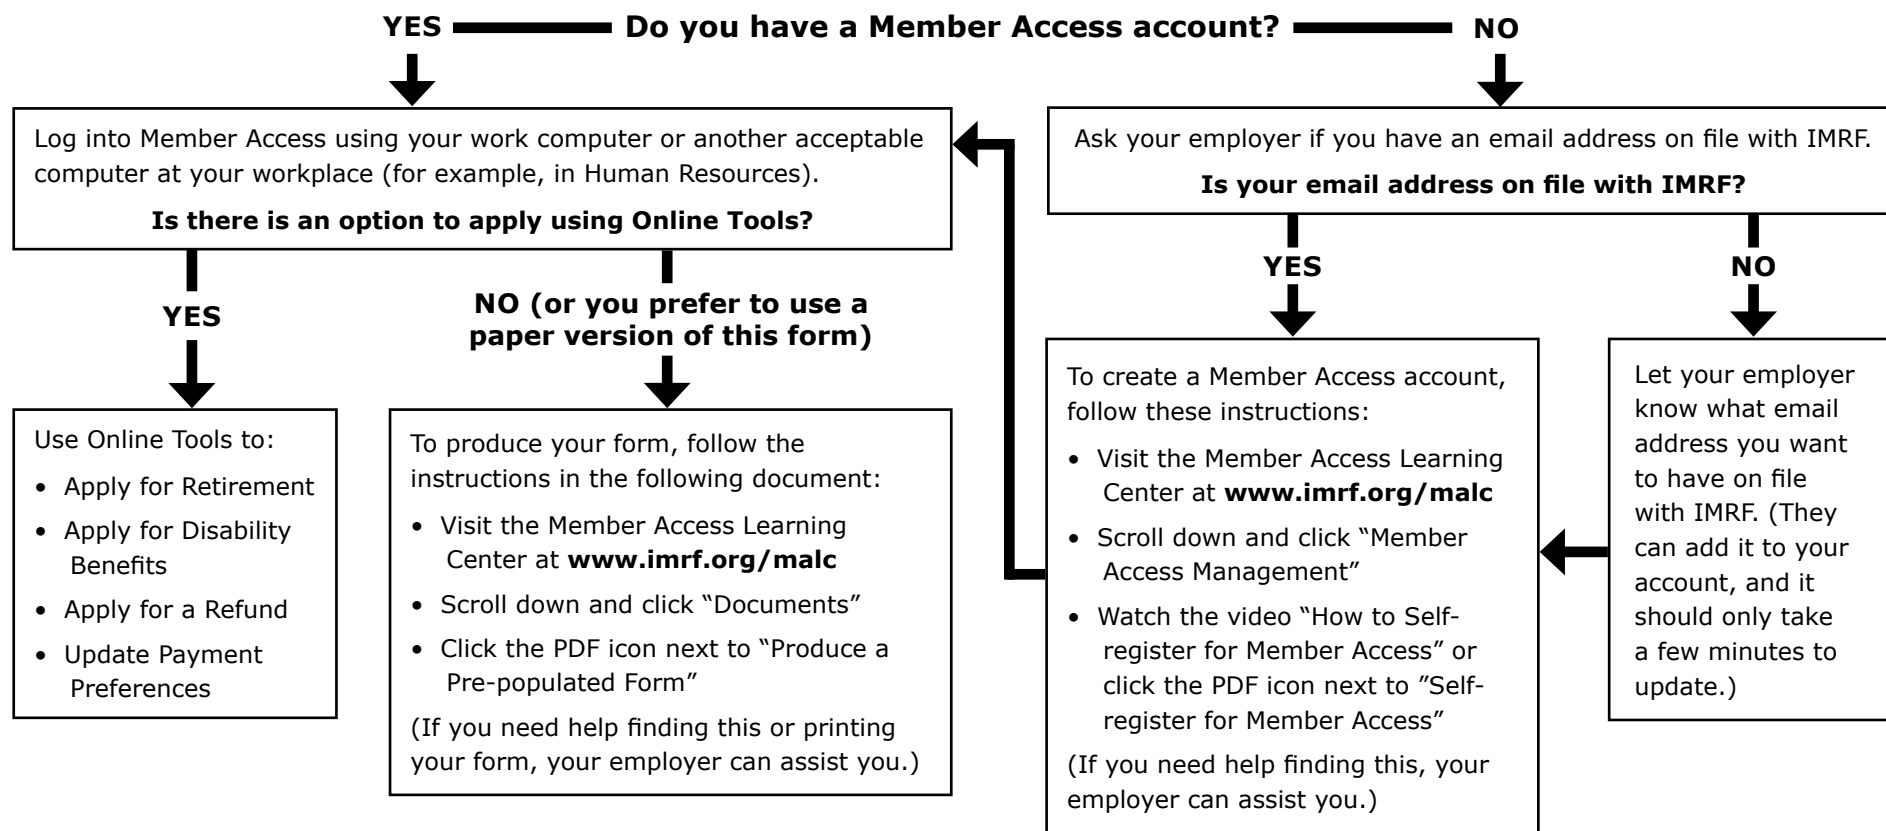 YES
Do you have a Member Access account?
NO
Log into Member Access using your work computer or another acceptable
computer at your workplace (for example, in Human Resources).
Is there is an option to apply using Online Tools?
Ask your employer if you have an email address on file with IMRF.
Is your email address on file with IMRF?
YES
NO (or you prefer to use a
paper version of this form)
YES
NO
Use Online Tools to:
• Apply for Retirement
• Apply for Disability
Benefits
• Apply for a Refund
• Update Payment
Preferences
To produce your form, follow the
instructions in the following document:
• Visit the Member Access Learning
Center at www.imrf.org/malc
• Scroll down and click “Documents”
• Click the PDF icon next to “Produce a
Pre-populated Form”
(If you need help finding this or printing
your form, your employer can assist you.)
To create a Member Access account,
follow these instructions:
• Visit the Member Access Learning
Center at www.imrf.org/malc
• Scroll down and click “Member
Access Management”
• Watch the video “How to Self-
register for Member Access” or
click the PDF icon next to ”Self-
register for Member Access”
(If you need help finding this, your
employer can assist you.)
Let your employer
know what email
address you want
to have on file
with IMRF. (They
can add it to your
account, and it
should only take
a few minutes to
update.)